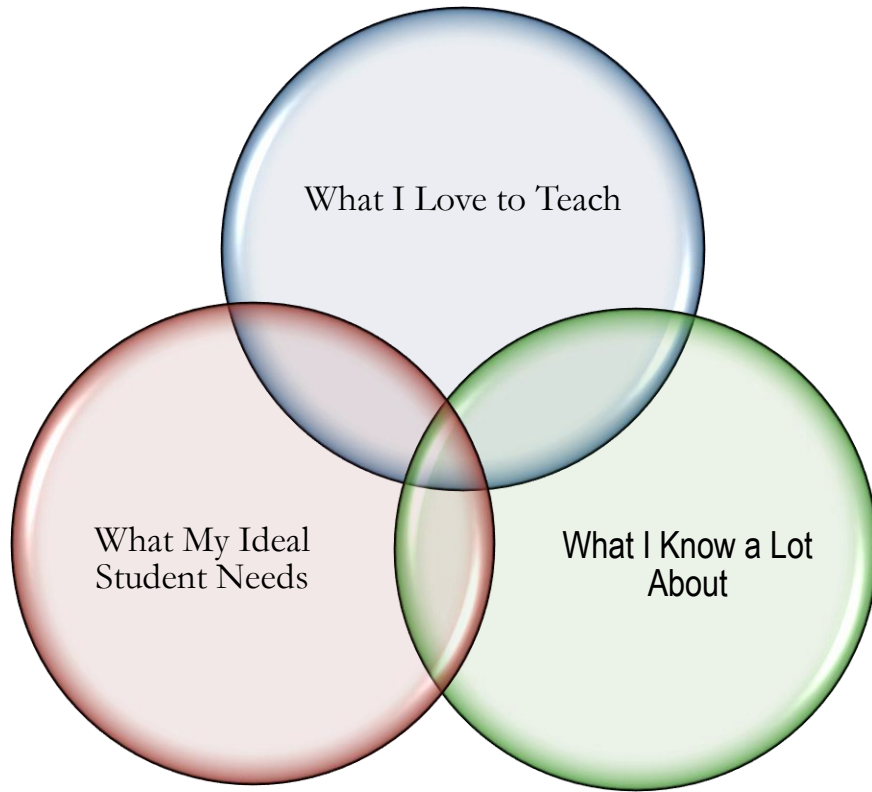 What I Love to Teach
What My Ideal
Student Needs
What I Know a Lot
About